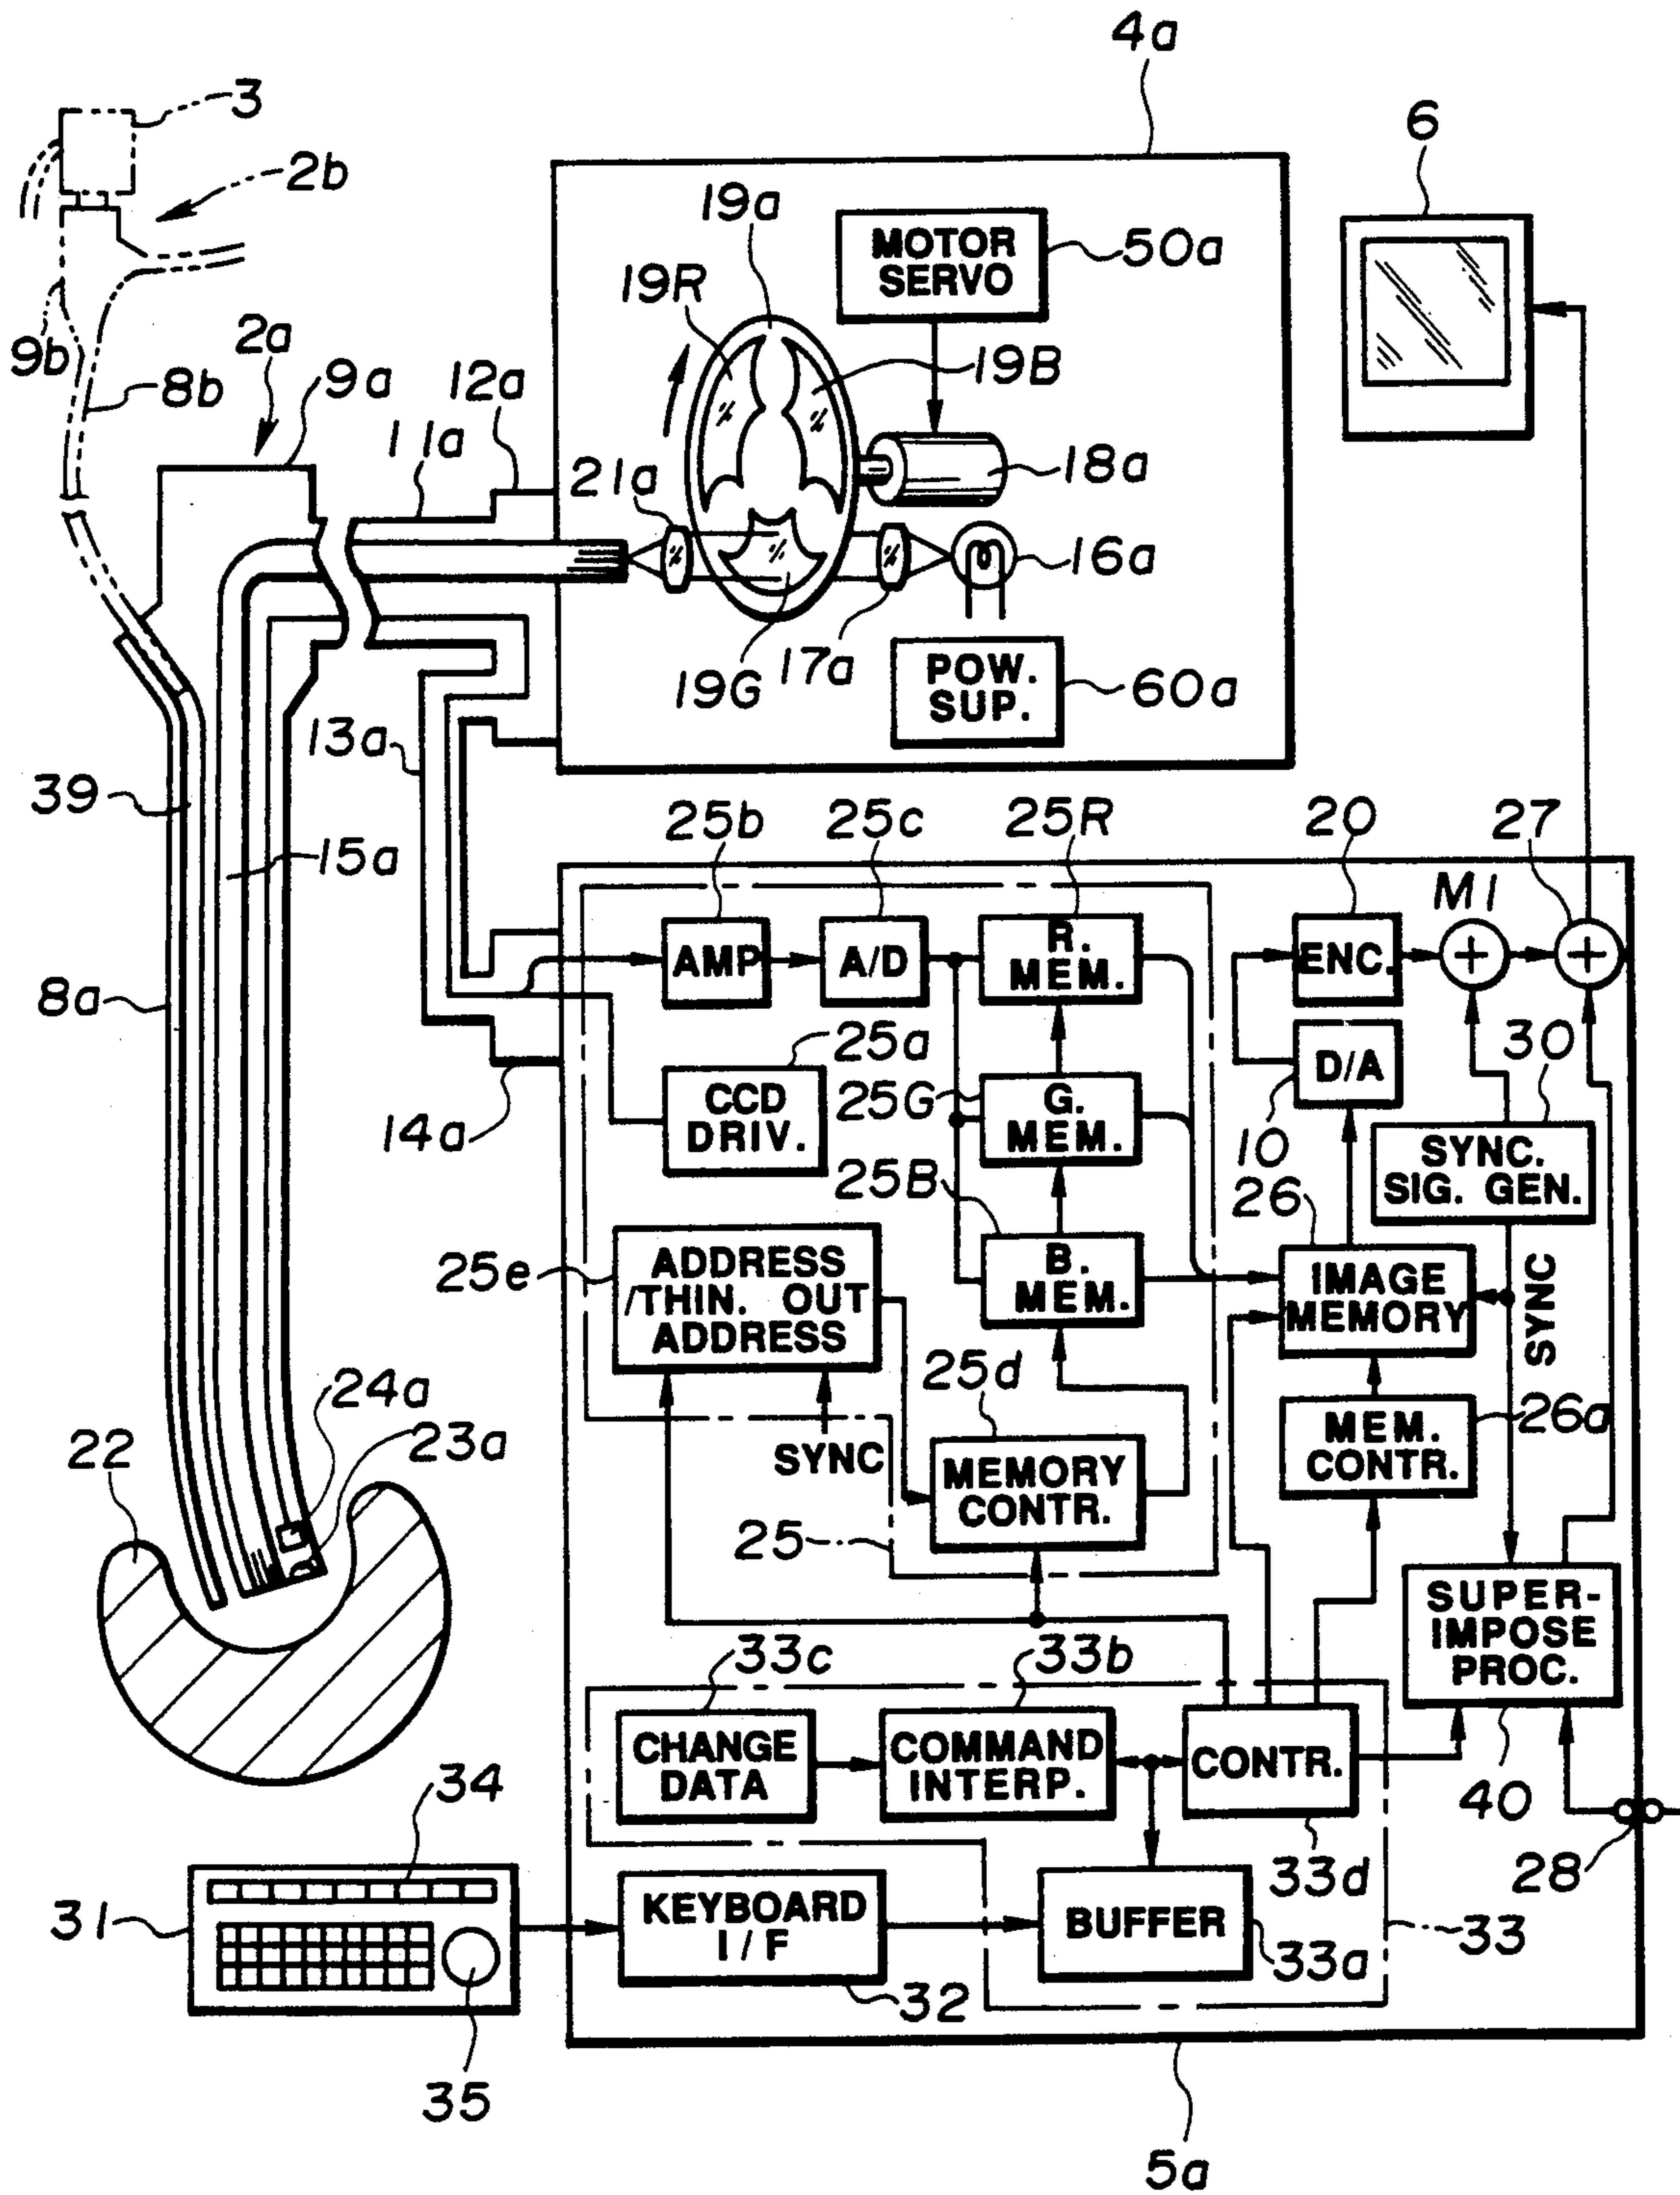 4a
3
6
2b
19a
MOTOR
SERVO
50a
19R
9b
2a
9a
12a
19B
8b
11a
21a
18a
16a
19G
17a
POW.
SUP.
60a
13a
39
15a
25b
25c
25R
20
27
M1
AMP
A/D
R.
MEM.
ENC.
8a
25a
30
D/A
CCD
DRIV.
25G
G.
MEM.
14a
10
SYNC.
SIG. GEN.
25B
26
25e
ADDRESS
/THIN. OUT
ADDRESS
B.
MEM.
IMAGE
MEMORY
SYNC
25d
24a
23a
26a
SYNC
MEM.
CONTR.
22
MEMORY
CONTR.
25
SUPER-
IMPOSE
PROC.
33c
33b
CHANGE
DATA
COMMAND
INTERP.
CONTR.
40
34
28
33d
31
KEYBOARD
I/F
BUFFER
33
33a
32
35
5a